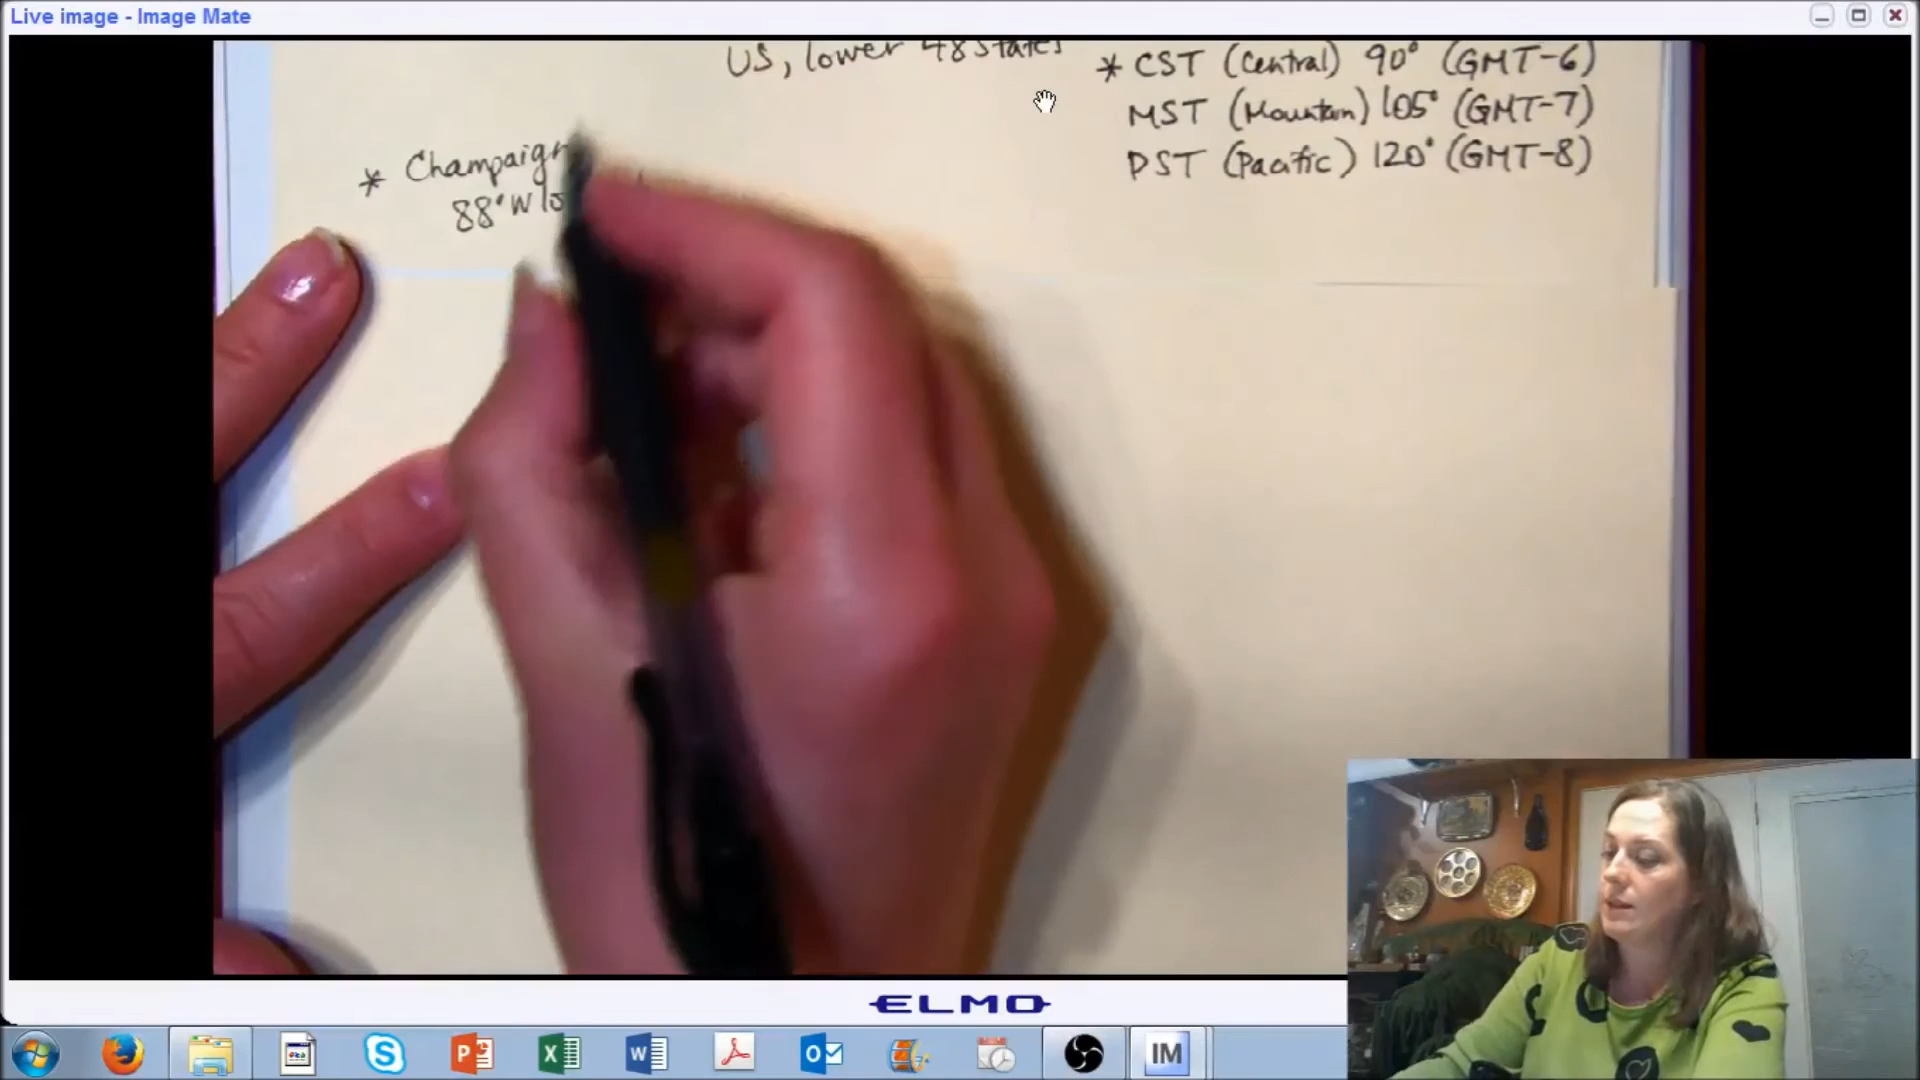 Live image - Image Mate
US, lower 48 states
* CST (Central) 90° (GMT-6)
MST (Mountain) 105° (GMT-7)
PST (Pacific) 120° (GMT-8)
* Champaign
88°W
ELMO
IM